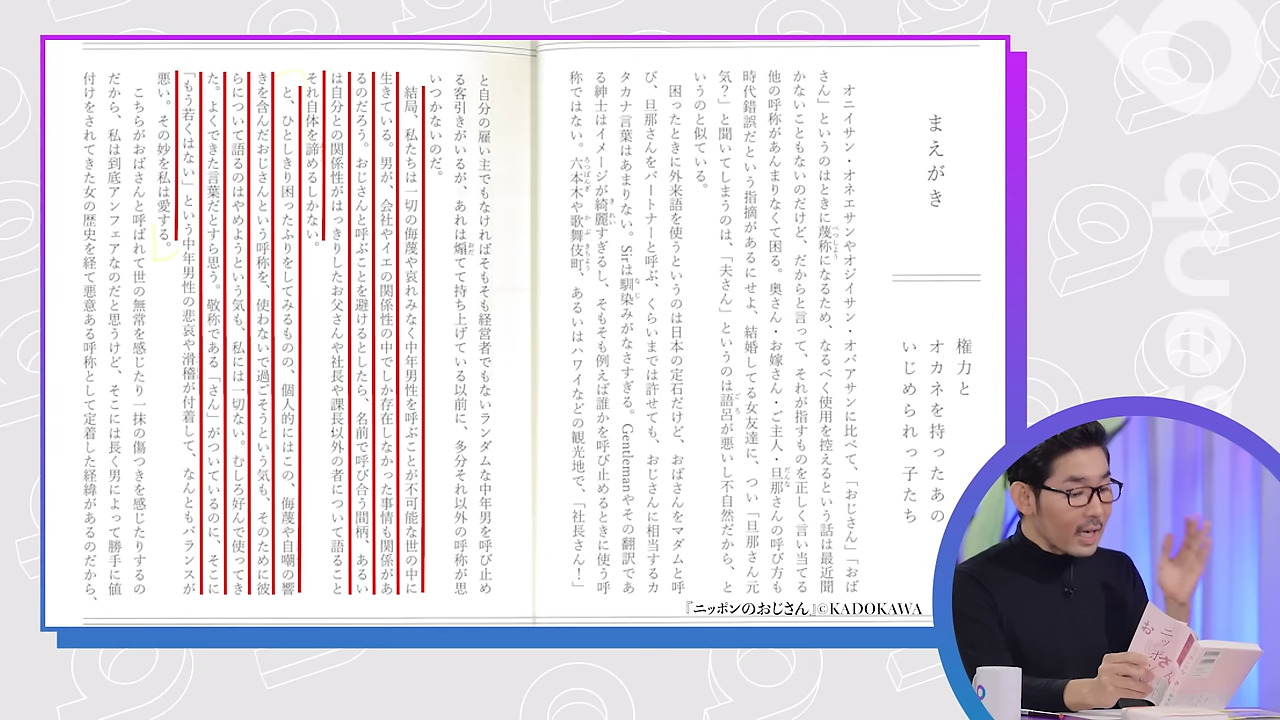 まえがき
権力と
オカネを持ったあの
いじめられっ子たち
オニイサン・オネエサンやオジイサン・オバアサンに比べて、「おじさん」「おば
さん」というのはときに蔑称になるため、なるべく使用を控えるという話は最近聞
かないこともないのだけど、だからと言って、それが指すものを正しく言い当てる
他の呼称があんまりなくて困る。奥さん・お嫁さん・ご主人・旦那さんの呼び方も
時代錯誤だという指摘があるにせよ、結婚してる女友達に、つい「旦那さん元
気？」と聞いてしまうのは、「夫さん」というのは語呂が悪いし不自然だから、と
いうのと似ている。
困ったときに外来語を使うというのは日本の定石だけど、おばさんをマダムと呼
び、旦那さんをパートナーと呼ぶ、くらいまでは許せても、おじさんに相当するカ
タカナ言葉はあまりない。Sirは馴染みがなさすぎる。Gentlemanやその翻訳であ
る紳士はイメージが綺麗すぎるし、そもそも例えば誰かを呼び止めるときに使う呼
称ではない。六本木や歌舞伎町、あるいはハワイなどの観光地で、「社長さん！」
と自分の雇い主でもなければそもそも経営者でもないランダムな中年男を呼び止め
る客引きがいるが、あれは煽てて持ち上げている以前に、多分それ以外の呼称が思
いつかないのだ。
結局、私たちは一切の侮蔑や哀れみなく中年男性を呼ぶことが不可能な世の中に
生きている。男が、会社やイエの関係性の中でしか存在しなかった事情も関係があ
るのだろう。おじさんと呼ぶことを避けるとしたら、名前で呼び合う間柄、あるい
は自分との関係性がはっきりしたお父さんや社長や課長以外の者について語ること
それ自体を諦めるしかない。
と、ひとしきり困ったふりをしてみるものの、個人的にはこの、侮蔑や自嘲の響
きを含んだおじさんという呼称を、使わないで過ごそうという気も、そのために彼
らについて語るのはやめようという気も、私には一切ない。むしろ好んで使ってき
た。よくできた言葉だとすら思う。敬称である「さん」がついているのに、そこに
「もう若くはない」という中年男性の悲哀や滑稽が付着して、なんともバランスが
悪い。その妙を私は愛する。
こちらがおばさんと呼ばれて世の無常を感じたり一抹の傷つきを感じたりするの
だから、私は到底アンフェアなのだと思うけど、そこには長く男によって勝手に値
付けをされてきた女の歴史を経て悪意ある呼称として定着した経緯があるのだから、
『ニッポンのおじさん』©KADOKAWA